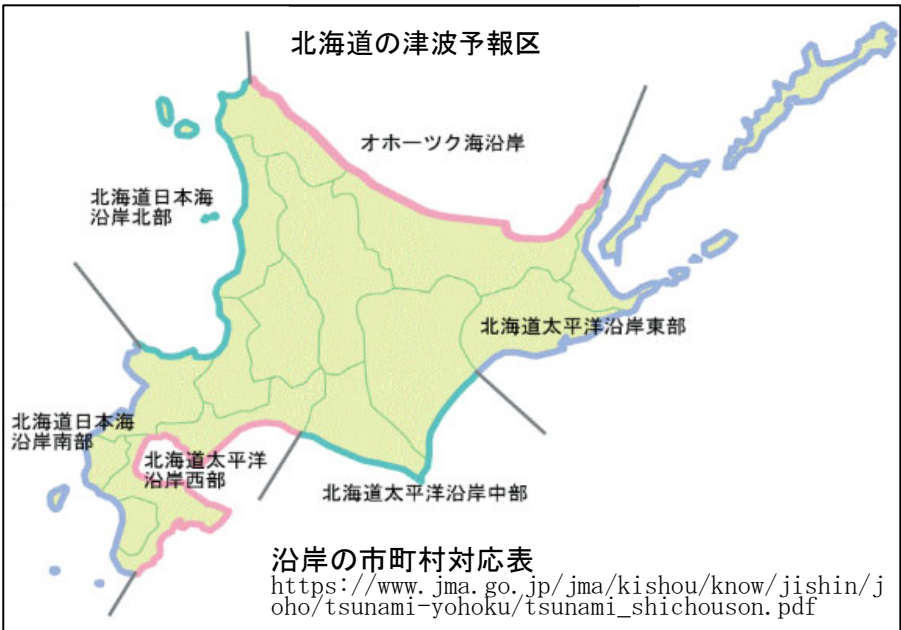 北海道の津波予報区
オホーツク海沿岸
北海道日本海
沿岸北部
北海道太平洋沿岸東部
北海道日本海
沿岸南部
北海道太平洋
沿岸西部
北海道太平洋沿岸中部
沿岸の市町村対応表
https://www.jma.go.jp/jma/kishou/know/jishin/j
oho/tsunami-yohoku/tsunami_shichouson.pdf